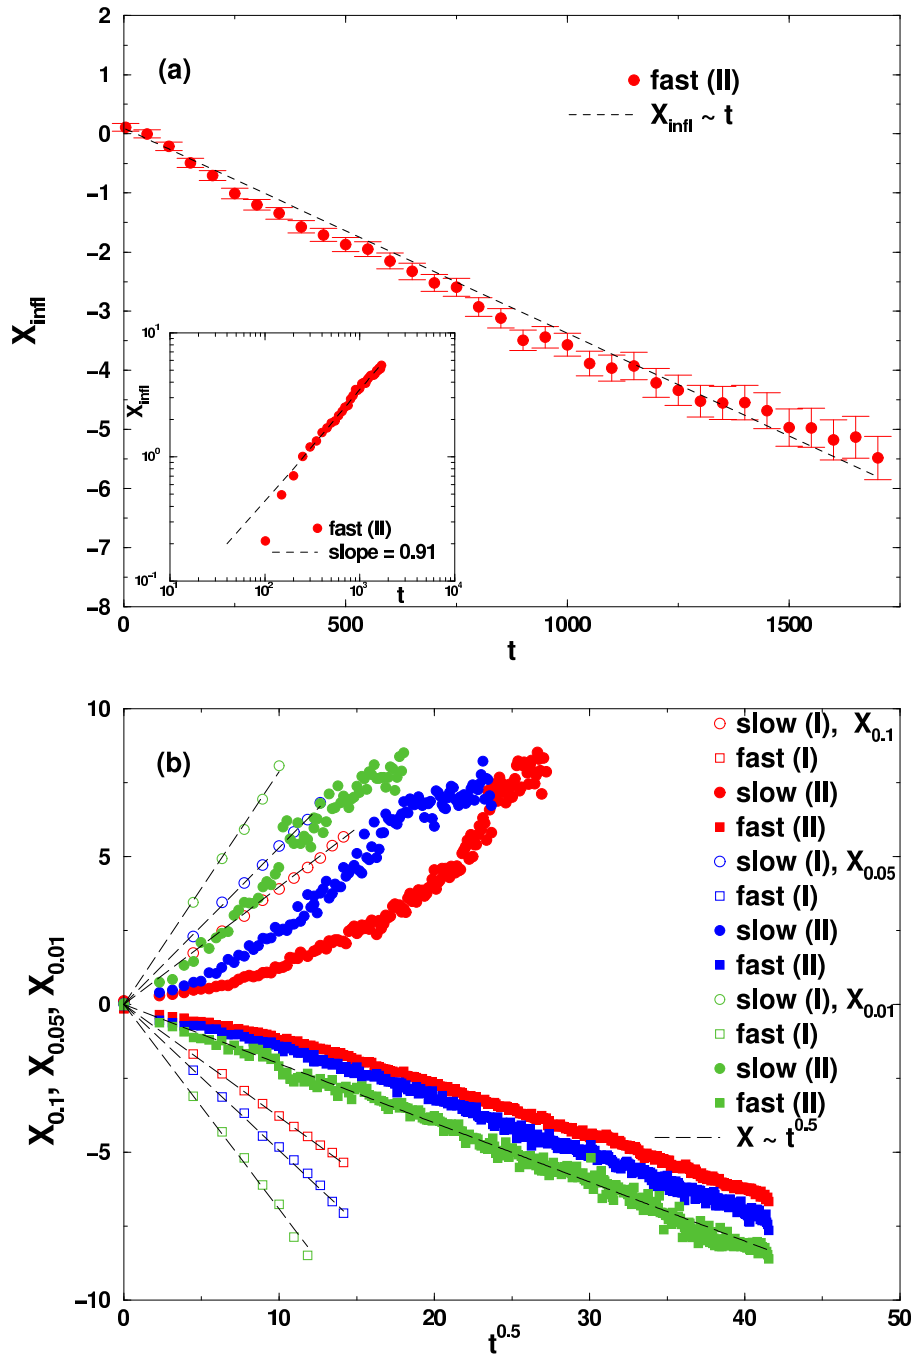 (a)
fast (II)
X_infl ~ t
2
1
0
−1
−2
−3
−4
−5
−6
−7
−8
X_infl
0
500
1000
1500
t
10^1
10^0
10^−1
X_infl
fast (II)
slope = 0.91
10^1
10^2
10^3
10^4
t
(b)
10
5
0
−5
−10
X_0.1, X_0.05, X_0.01
slow (I), X_0.1
fast (I)
slow (II)
fast (II)
slow (I), X_0.05
fast (I)
slow (II)
fast (II)
slow (I), X_0.01
fast (I)
slow (II)
fast (II)
X ~ t^0.5
0
10
20
30
40
50
t^0.5